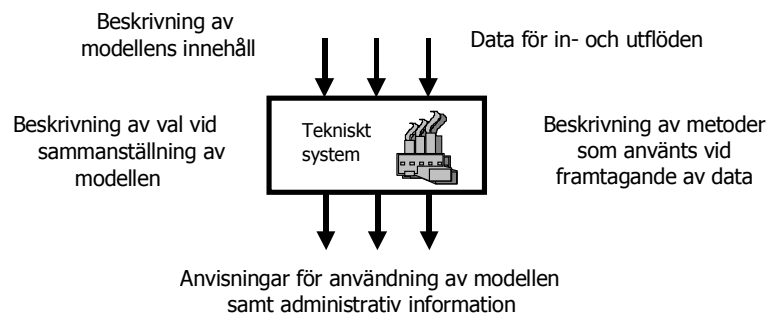 Beskrivning av
modellens innehåll
Data för in- och utflöden
Beskrivning av val vid
sammanställning av
modellen
Tekniskt
system
Beskrivning av metoder
som använts vid
framtagande av data
Anvisningar för användning av modellen
samt administrativ information